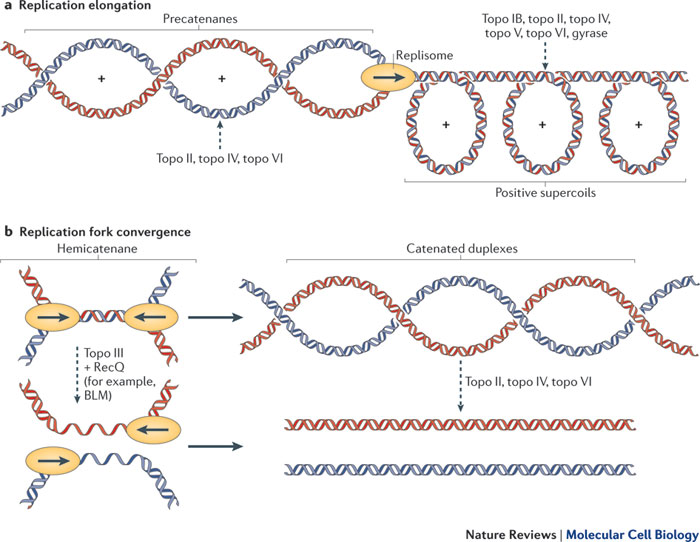 a Replication elongation
Precatenanes
Topo IB, topo II, topo IV,
topo V, topo VI, gyrase
Replisome
+
+
+
+
+
Topo II, topo IV, topo VI
Positive supercoils
b Replication fork convergence
Hemicatenane
Catenated duplexes
Topo III
+ RecQ
(for example,
BLM)
Topo II, topo IV, topo VI
Nature Reviews | Molecular Cell Biology